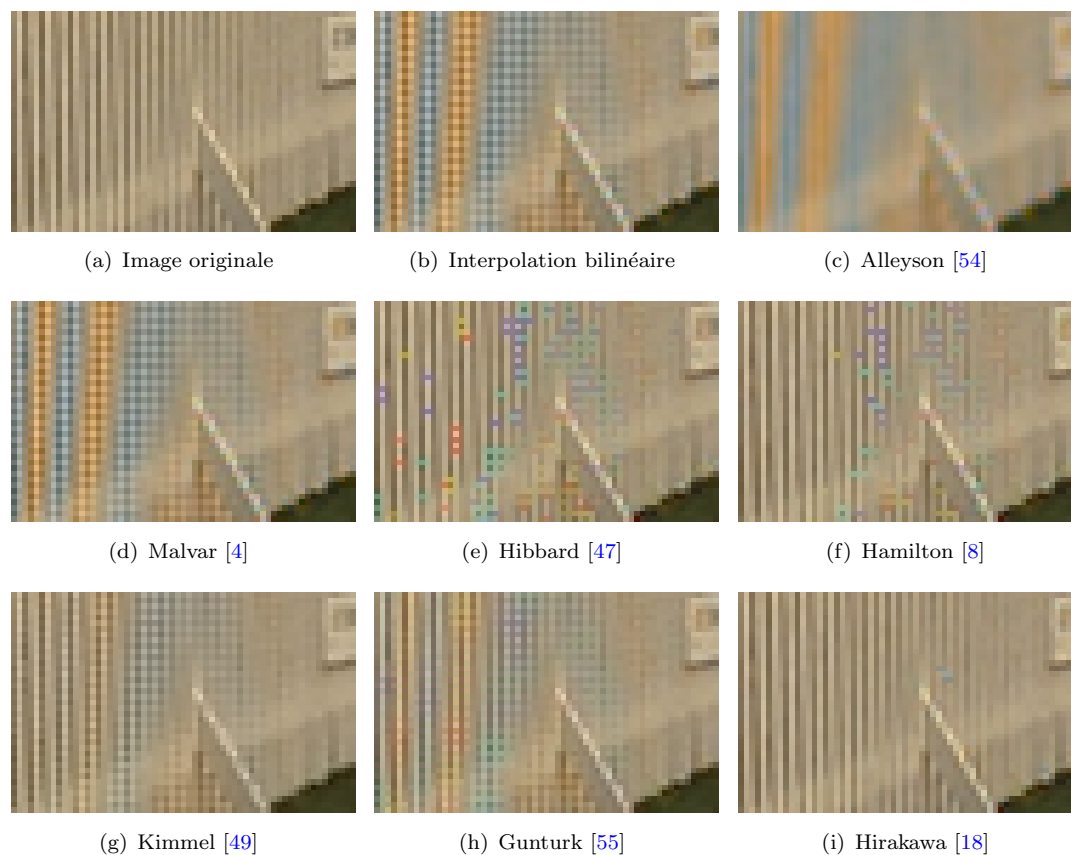 (a) Image originale
(b) Interpolation bilinéaire
(c) Alleyson [54]
(d) Malvar [4]
(e) Hibbard [47]
(f) Hamilton [8]
(g) Kimmel [49]
(h) Gunturk [55]
(i) Hirakawa [18]